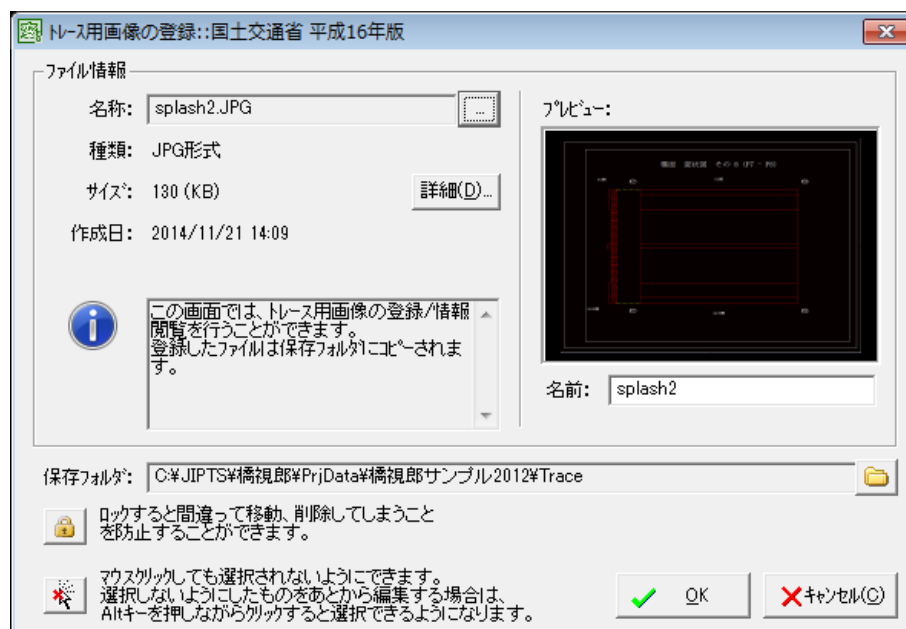 ﾄﾚｰｽ用画像の登録::国土交通省 平成16年版
ﾌｧｲﾙ情報
名称: splash2.JPG ...
種類: JPG形式
ｻｲｽﾞ: 130 (KB) 詳細(D)...
作成日: 2014/11/21 14:09
この画面では、ﾄﾚｰｽ用画像の登録/情報
閲覧を行うことができます。
登録したﾌｧｲﾙは保存ﾌｫﾙﾀﾞにｺﾋﾟｰされま
す。
ﾌﾟﾚﾋﾞｭｰ:
名前: splash2
保存ﾌｫﾙﾀﾞ: C:¥JIPTS¥橋視郎¥PrjData¥橋視郎サンプル2012¥Trace
ﾛｯｸすると間違って移動、削除してしまうこと
を防止することができます。
ﾏｳｽｸﾘｯｸしても選択されないようにできます。
選択しないようにしたものをあとから編集する場合は、
Altキーを押しながらｸﾘｯｸすると選択できるようになります。
OK ｷｬﾝｾﾙ(C)